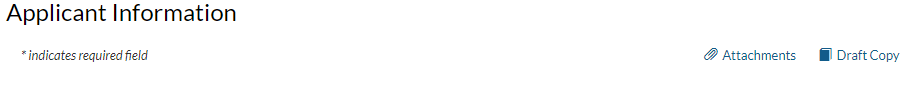 Applicant Information
* indicates required field
Attachments Draft Copy